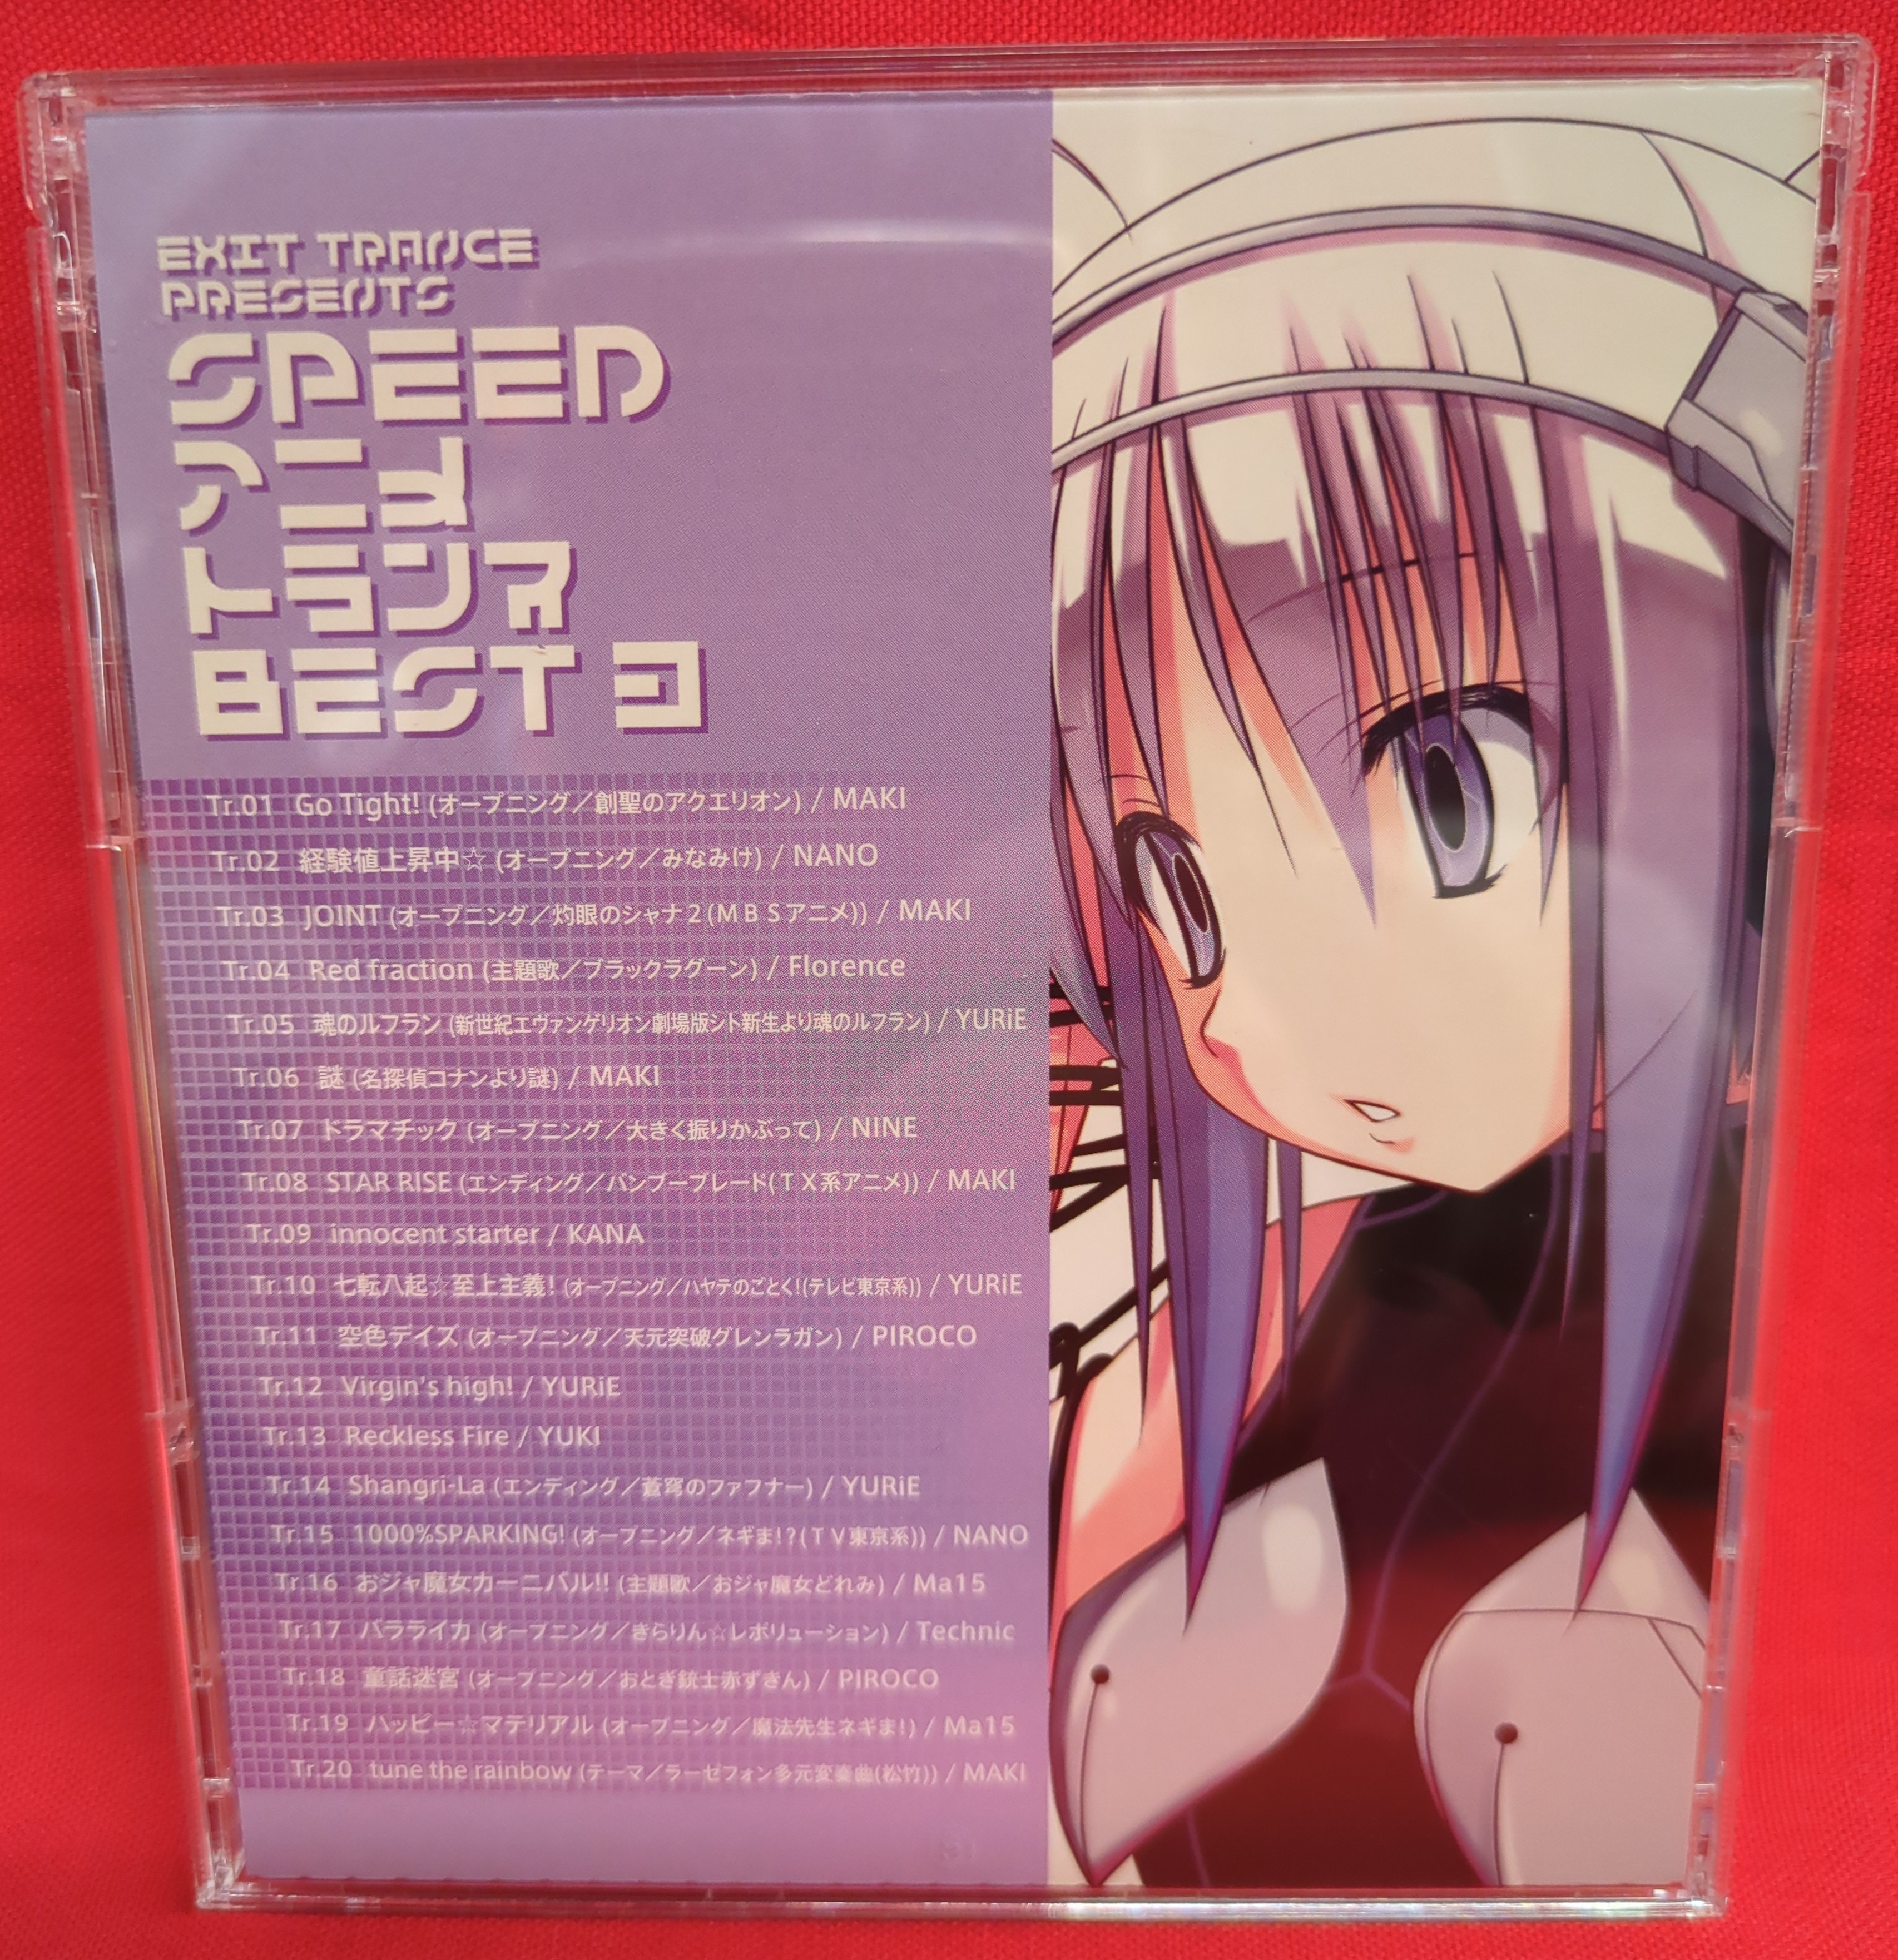 EXIT TRANCE
PRESENTS
SPEED
アニメ
トランス
BEST 3
Tr.01 Go Tight! (オープニング／創聖のアクエリオン) / MAKI
Tr.02 経験値上昇中☆ (オープニング／みなみけ) / NANO
Tr.03 JOINT (オープニング／灼眼のシャナ２(ＭＢＳアニメ)) / MAKI
Tr.04 Red fraction (主題歌／ブラックラグーン) / Florence
Tr.05 魂のルフラン (新世紀エヴァンゲリオン劇場版シト新生より魂のルフラン) / YURiE
Tr.06 謎 (名探偵コナンより謎) / MAKI
Tr.07 ドラマチック (オープニング／大きく振りかぶって) / NINE
Tr.08 STAR RISE (エンディング／バンブーブレード(ＴＸ系アニメ)) / MAKI
Tr.09 innocent starter / KANA
Tr.10 七転八起☆至上主義! (オープニング／ハヤテのごとく!(テレビ東京系)) / YURiE
Tr.11 空色デイズ (オープニング／天元突破グレンラガン) / PIROCO
Tr.12 Virgin's high! / YURiE
Tr.13 Reckless Fire / YUKI
Tr.14 Shangri-La (エンディング／蒼穹のファフナー) / YURiE
Tr.15 1000%SPARKING! (オープニング／ネギま!?(ＴＶ東京系)) / NANO
Tr.16 おジャ魔女カーニバル!! (主題歌／おジャ魔女どれみ) / Ma15
Tr.17 バラライカ (オープニング／きらりん☆レボリューション) / Technic
Tr.18 童話迷宮 (オープニング／おとぎ銃士赤ずきん) / PIROCO
Tr.19 ハッピー☆マテリアル (オープニング／魔法先生ネギま!) / Ma15
Tr.20 tune the rainbow (テーマ／ラーゼフォン多元変奏曲(松竹)) / MAKI